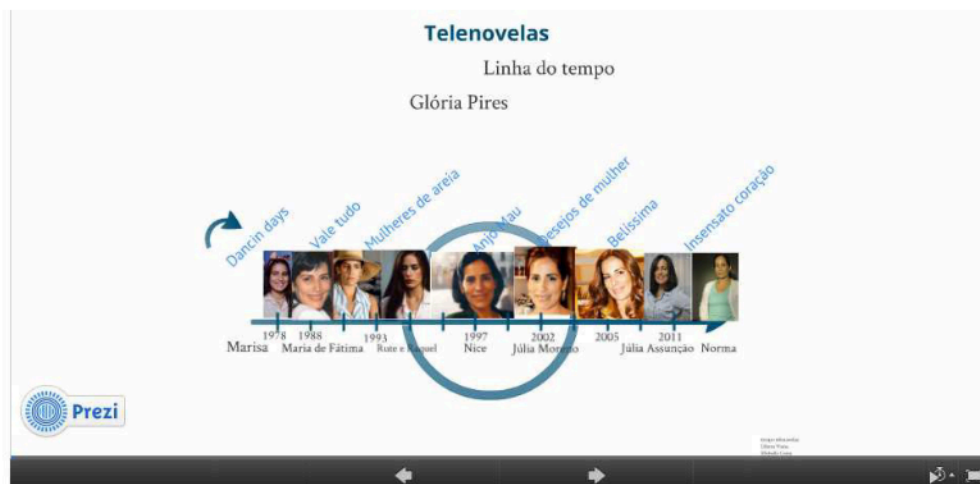 Telenovelas
Linha do tempo
Glória Pires
Dancin days
Vale tudo
Mulheres de areia
Anjo Mau
Desejos de mulher
Belíssima
Insensato coração
1978 1988 1993 1997 2002 2005 2011
Marisa Maria de Fátima Rute e Raquel Nice Júlia Moreno Júlia Assunção Norma
Prezi